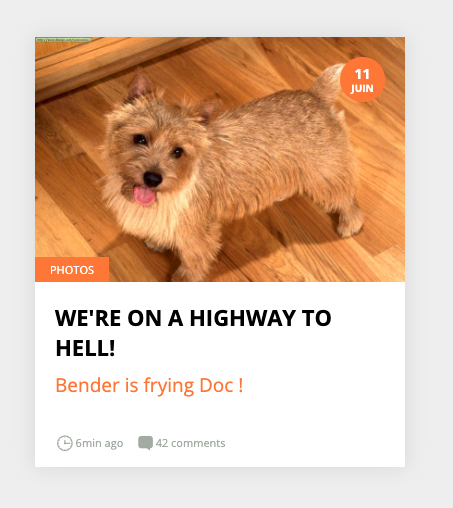 11
JUIN
PHOTOS
WE'RE ON A HIGHWAY TO
HELL!
Bender is frying Doc !
6min ago
42 comments